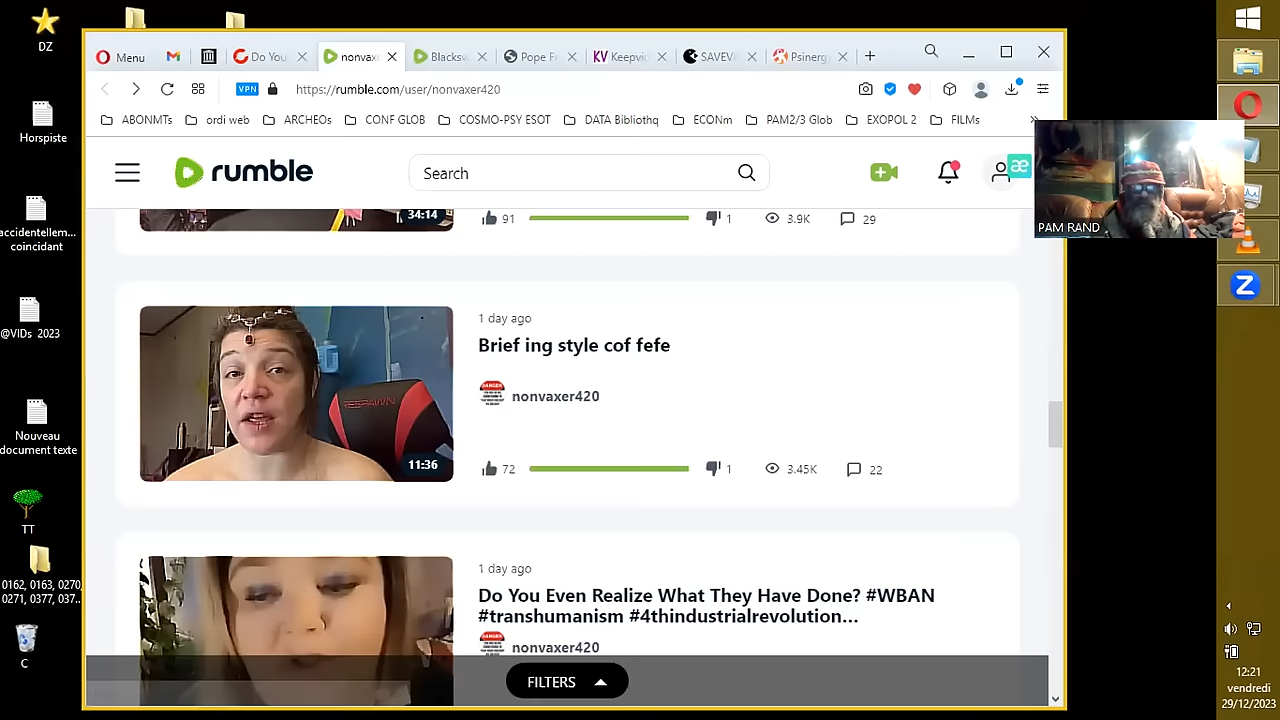 DZ
Horspiste
accidentellem...
coincidant
@VIDs 2023
Nouveau
document texte
TT
0162, 0163, 0270,
0271, 0377, 037...
C
Menu
Do You
nonvax
Blacksw
Pope
KV Keepvid
SAVEV
Psinerg
VPN
https://rumble.com/user/nonvaxer420
ABONMTs
ordi web
ARCHEOs
CONF GLOB
COSMO-PSY ESOT
DATA Bibliothq
ECONm
PAM2/3 Glob
EXOPOL 2
FILMs
»
rumble
Search
æ
PAM RAND
34:14
91
1
3.9K
29
1 day ago
Brief ing style cof fefe
nonvaxer420
11:36
72
1
3.45K
22
1 day ago
Do You Even Realize What They Have Done? #WBAN
#transhumanism #4thindustrialrevolution...
nonvaxer420
FILTERS
12:21
vendredi
29/12/2023